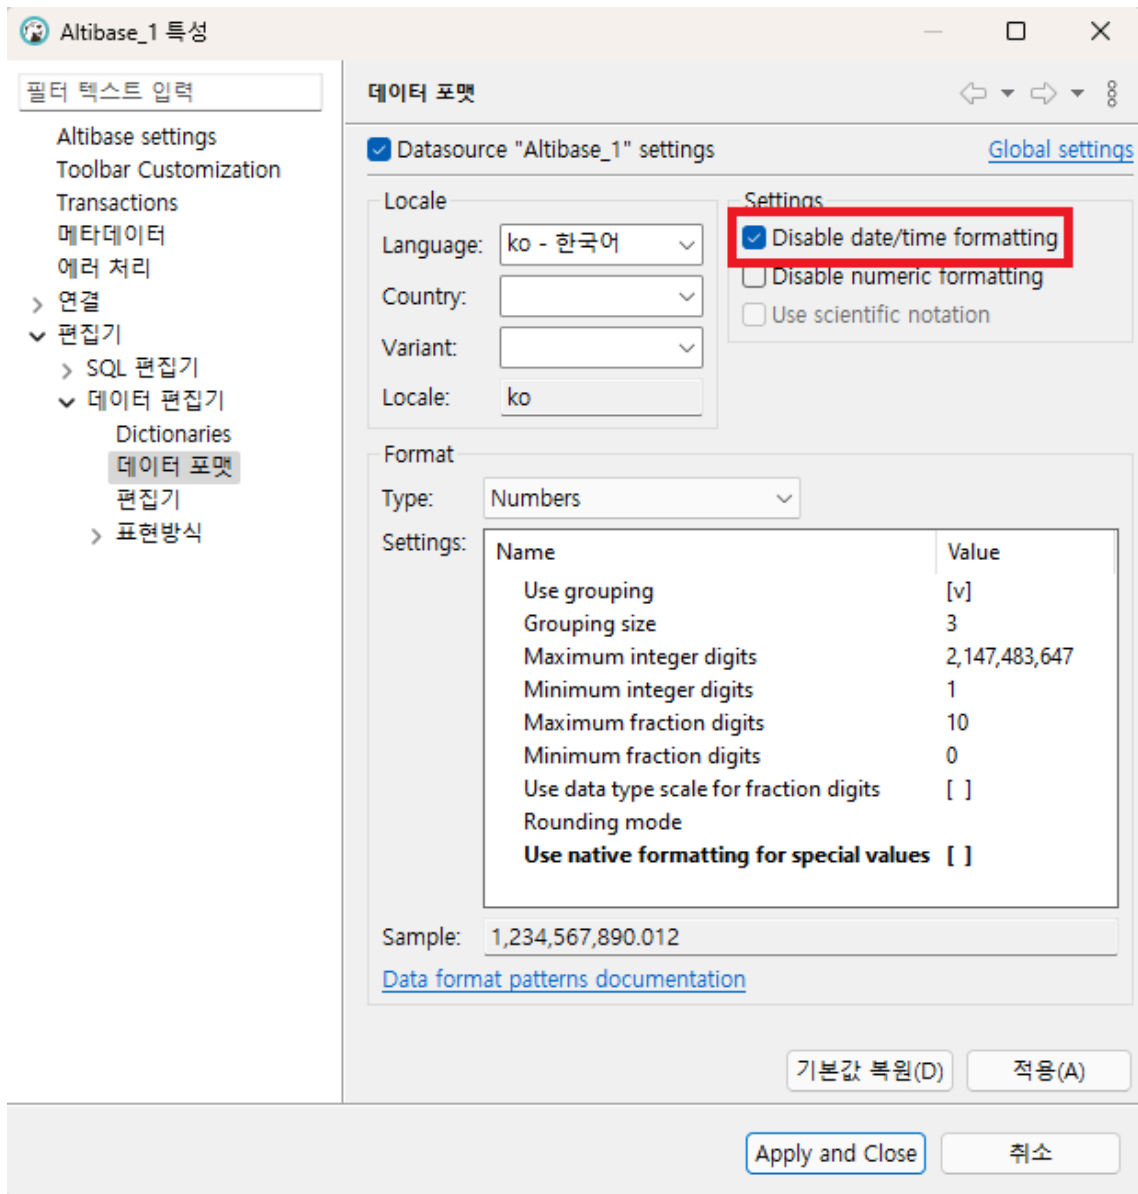 Altibase_1 특성
필터 텍스트 입력
Altibase settings
Toolbar Customization
Transactions
메타데이터
에러 처리
연결
편집기
SQL 편집기
데이터 편집기
Dictionaries
데이터 포맷
편집기
표현방식
데이터 포맷
Datasource "Altibase_1" settings
Global settings
Locale
Language: ko - 한국어
Country:
Variant:
Locale: ko
Settings
Disable date/time formatting
Disable numeric formatting
Use scientific notation
Format
Type: Numbers
Settings:
Name Value
Use grouping [v]
Grouping size 3
Maximum integer digits 2,147,483,647
Minimum integer digits 1
Maximum fraction digits 10
Minimum fraction digits 0
Use data type scale for fraction digits [ ]
Rounding mode
Use native formatting for special values [ ]
Sample: 1,234,567,890.012
Data format patterns documentation
기본값 복원(D) 적용(A)
Apply and Close 취소